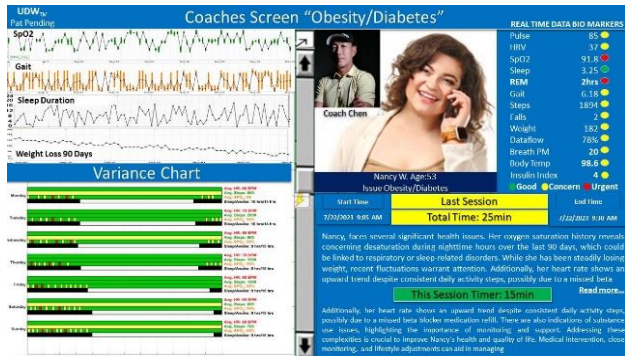 UDW™
Pat Pending
Coaches Screen "Obesity/Diabetes"
SpO2
Gait
Sleep Duration
Weight Loss 90 Days
Variance Chart
Monday
Tuesday
Wednesday
Thursday
Friday
Saturday
Sunday
Coach Chen
Nancy W. Age:53
Issue Obesity/Diabetes
REAL TIME DATA BIO MARKERS
Pulse 85
HRV 37
SpO2 91.8
Sleep 3.25
REM 2hrs
Gait 6.18
Steps 1894
Falls 2
Weight 182
Dataflow 78%
Breath PM 20
Body Temp 98.6
Insulin Index 4
Good Concern Urgent
Start Time Last Session End Time
7/22/2023 9:05 AM Total Time: 25min 7/22/2023 9:30 AM
Nancy, faces several significant health issues. Her oxygen saturation history reveals
concerning desaturation during nighttime hours over the last 90 days, which could
be linked to respiratory or sleep-related disorders. While she has been steadily losing
weight, recent fluctuations warrant attention. Additionally, her heart rate shows an
upward trend despite consistent daily activity steps, possibly due to a missed beta
Read more...
This Session Timer: 15min
Additionally, her heart rate shows an upward trend despite consistent daily activity steps,
possibly due to a missed beta blocker medication refill. There are also indications of substance
use issues, highlighting the importance of monitoring and support. Addressing these
complexities is crucial to improve Nancy's health and quality of life. Medical intervention, close
monitoring, and lifestyle adjustments can aid in managing